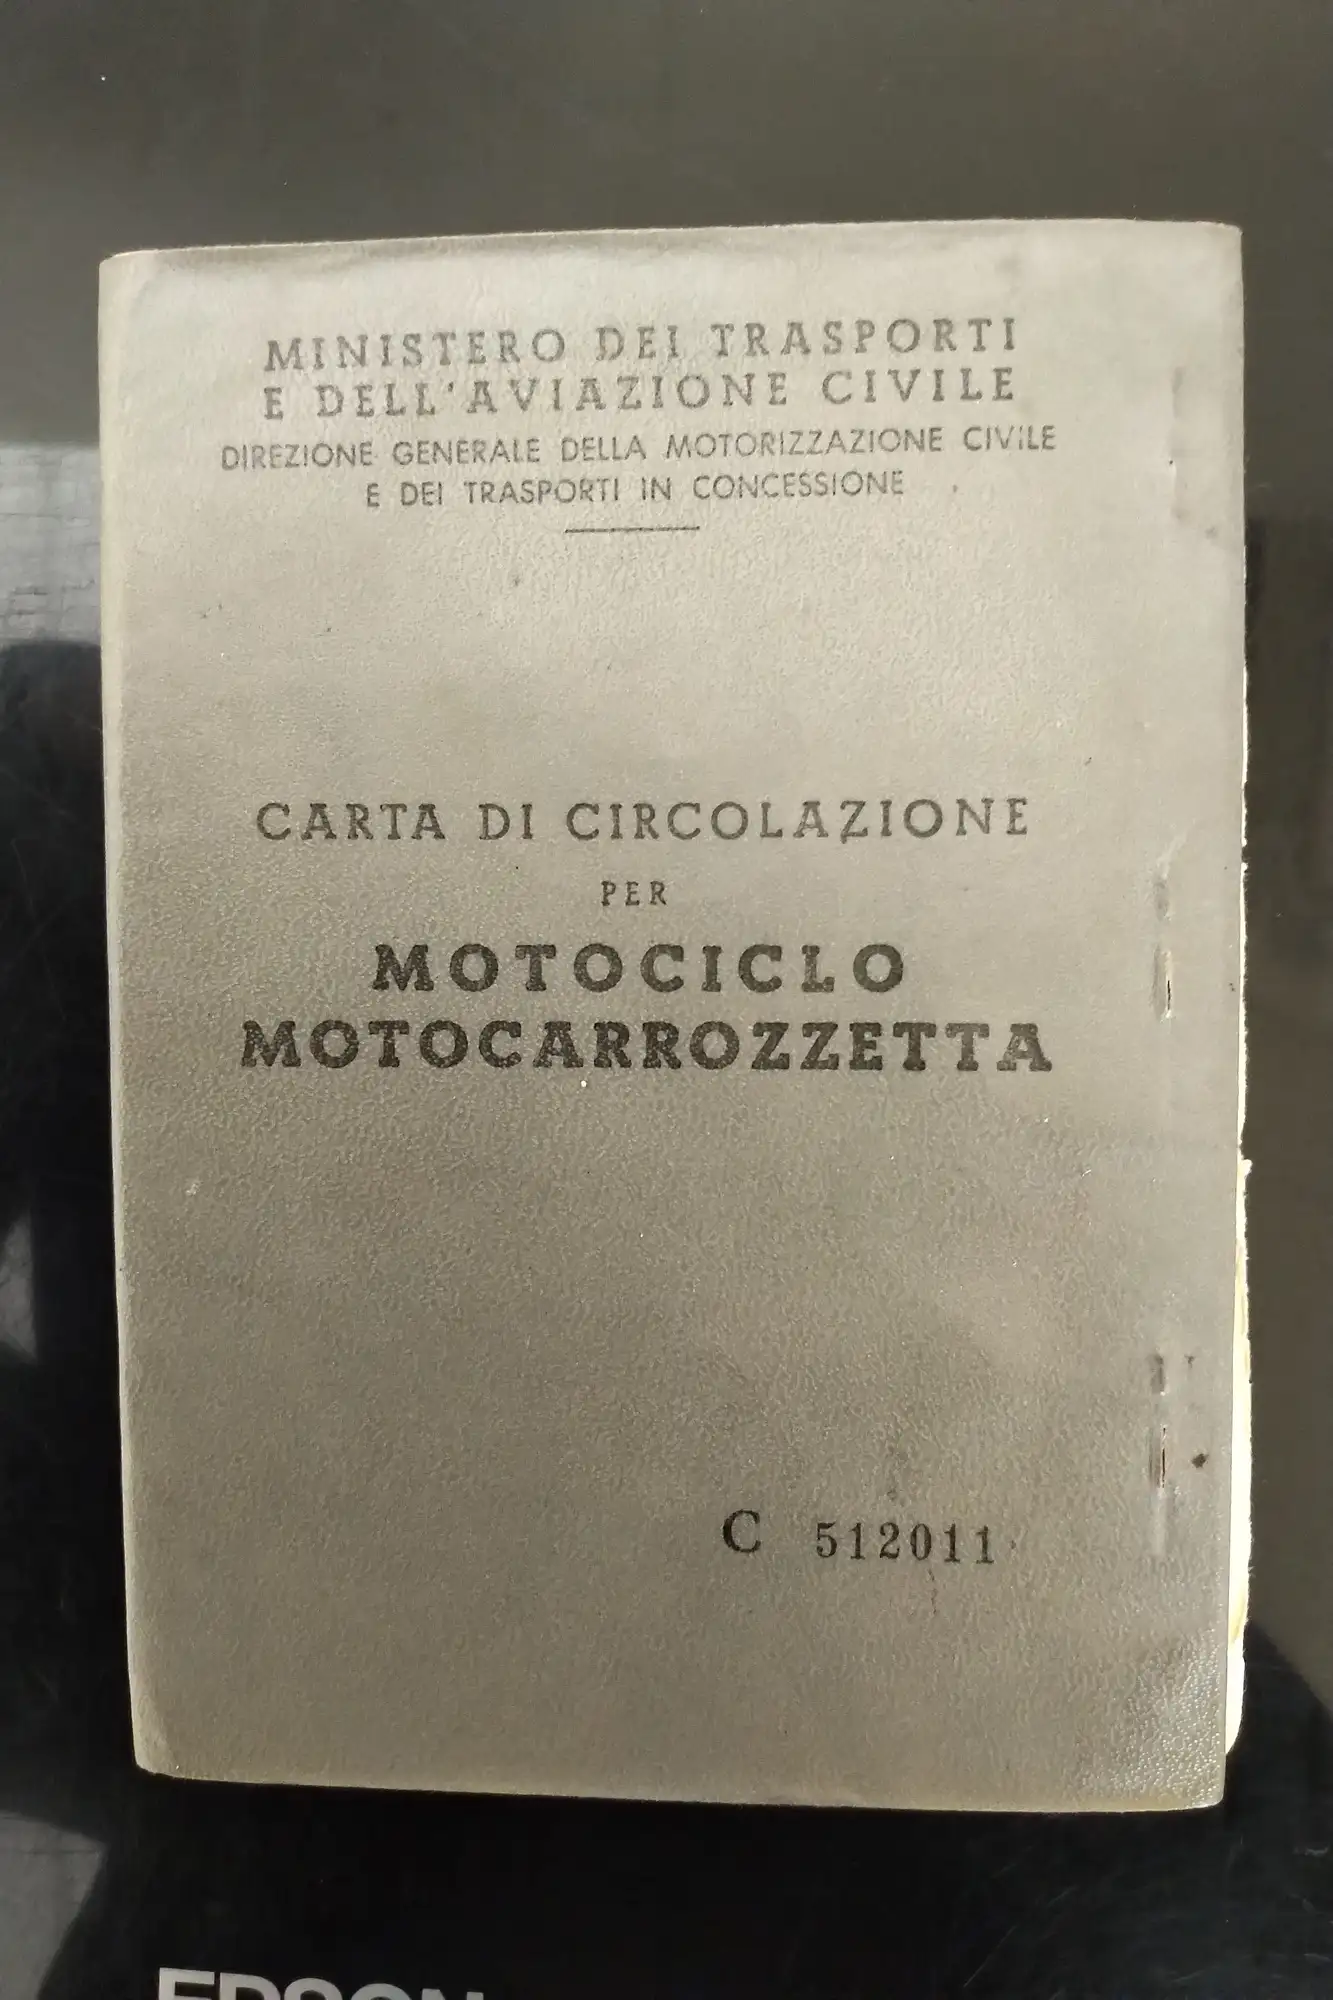 MINISTERO DEI TRASPORTI
E DELL'AVIAZIONE CIVILE
DIREZIONE GENERALE DELLA MOTORIZZAZIONE CIVILE
E DEI TRASPORTI IN CONCESSIONE
CARTA DI CIRCOLAZIONE
PER
MOTOCICLO
MOTOCARROZZETTA
C 512011
EPSON